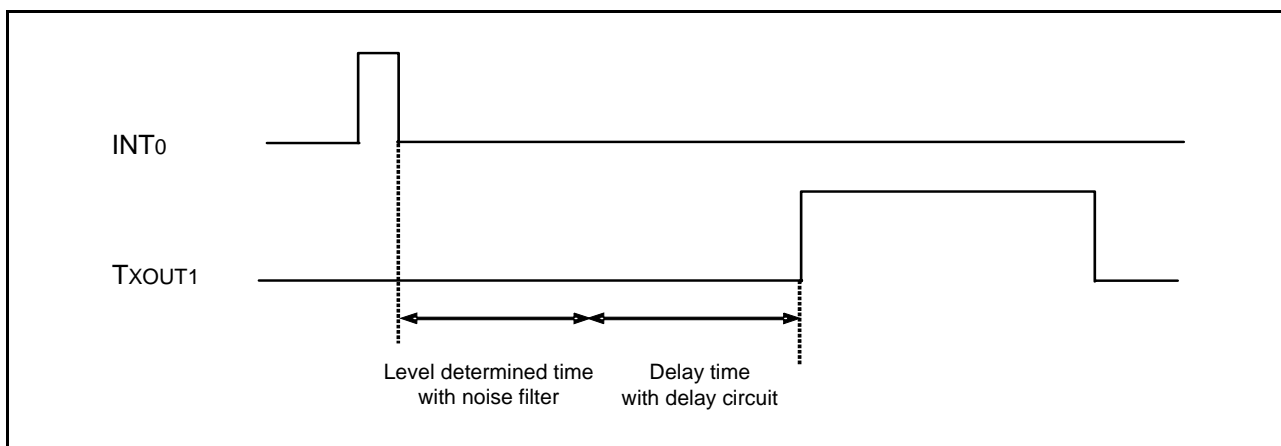 INT0
TXOUT1
Level determined time
with noise filter
Delay time
with delay circuit